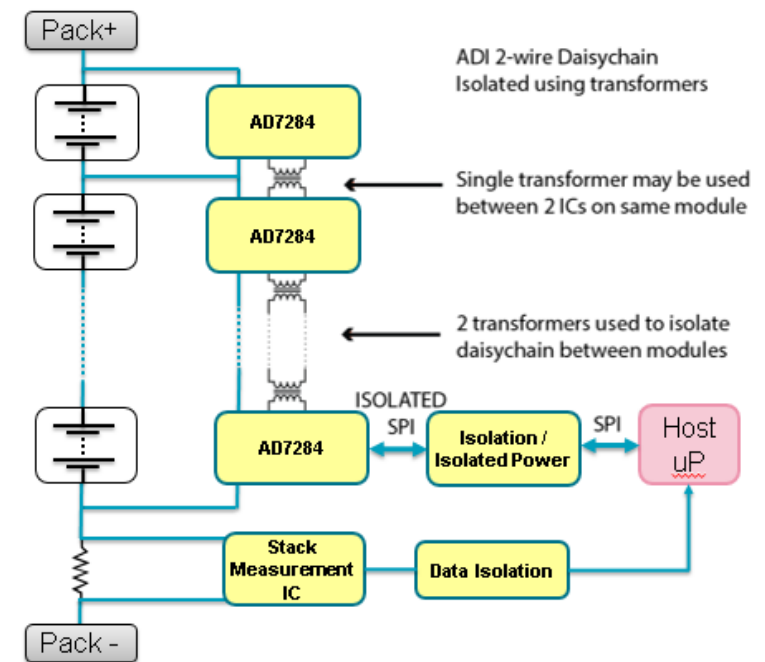 Pack+
ADI 2-wire Daisychain
Isolated using transformers
AD7284
Single transformer may be used
between 2 ICs on same module
AD7284
2 transformers used to isolate
daisychain between modules
ISOLATED
SPI
AD7284
Isolation /
Isolated Power
SPI
Host
uP
Stack
Measurement
IC
Data Isolation
Pack -